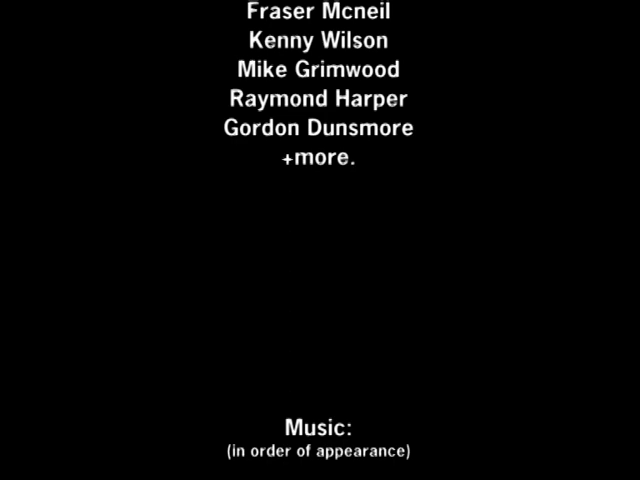 Fraser Mcneil
Kenny Wilson
Mike Grimwood
Raymond Harper
Gordon Dunsmore
+more.
Music:
(in order of appearance)